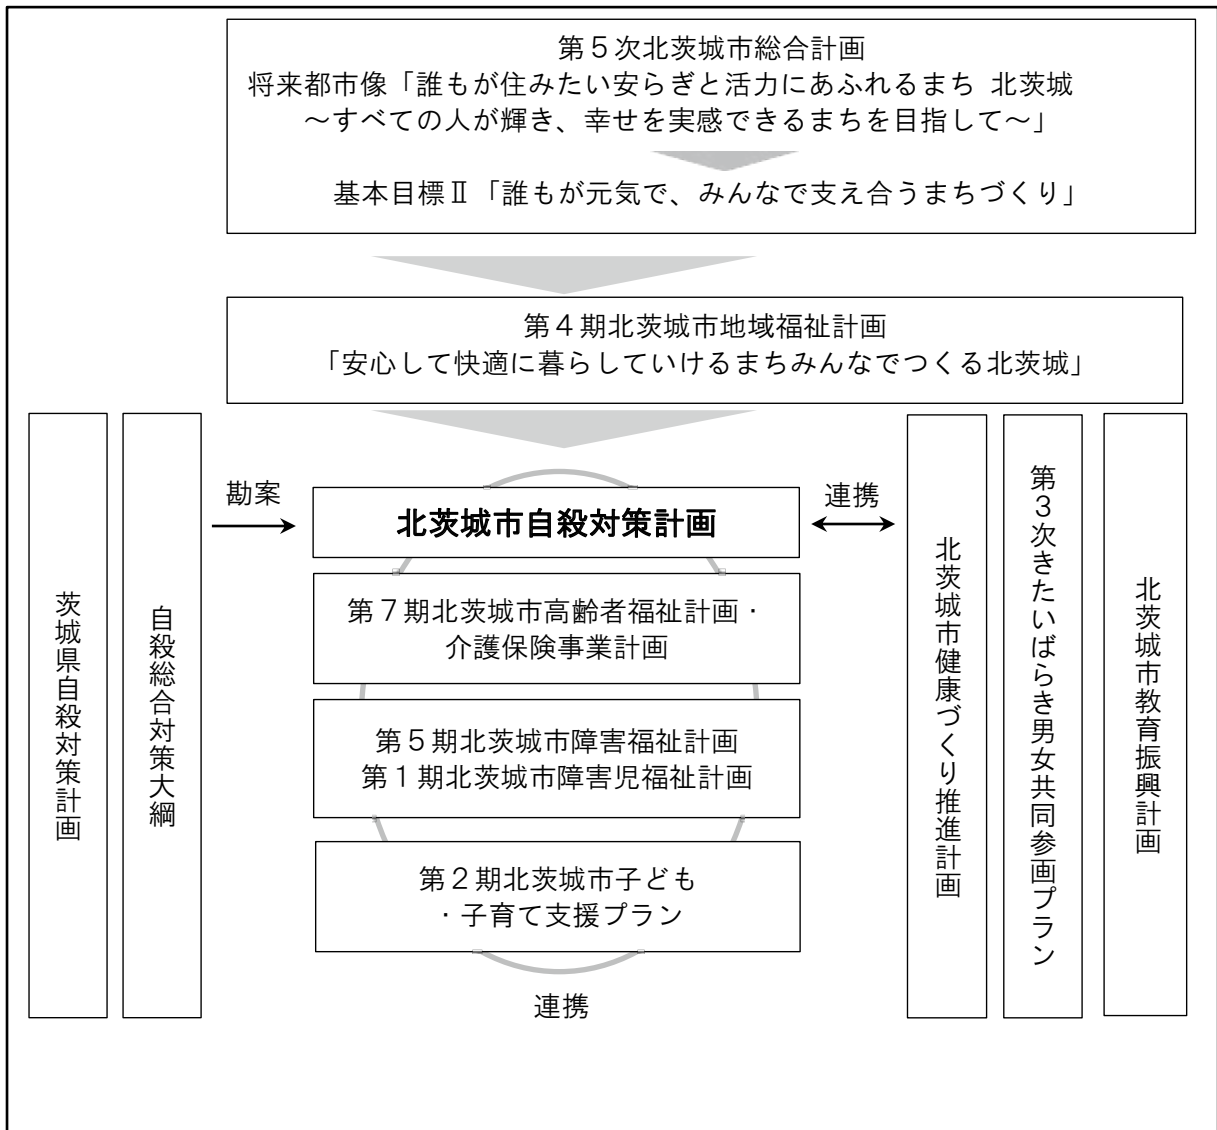 第５次北茨城市総合計画
将来都市像「誰もが住みたい安らぎと活力にあふれるまち 北茨城
～すべての人が輝き、幸せを実感できるまちを目指して～」
基本目標Ⅱ「誰もが元気で、みんなで支え合うまちづくり」
第４期北茨城市地域福祉計画
「安心して快適に暮らしていけるまちみんなでつくる北茨城」
茨城県自殺対策計画
自殺総合対策大綱
勘案
北茨城市自殺対策計画
第７期北茨城市高齢者福祉計画・
介護保険事業計画
第５期北茨城市障害福祉計画
第１期北茨城市障害児福祉計画
第２期北茨城市子ども
・子育て支援プラン
連携
連携
北茨城市健康づくり推進計画
第３次きたいばらき男女共同参画プラン
北茨城市教育振興計画